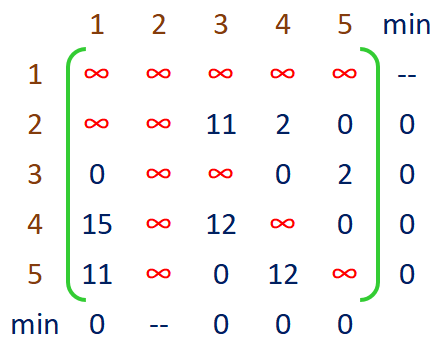 1 2 3 4 5 min
1 ∞ ∞ ∞ ∞ ∞ --
2 ∞ ∞ 11 2 0 0
3 0 ∞ ∞ 0 2 0
4 15 ∞ 12 ∞ 0 0
5 11 ∞ 0 12 ∞ 0
min 0 -- 0 0 0